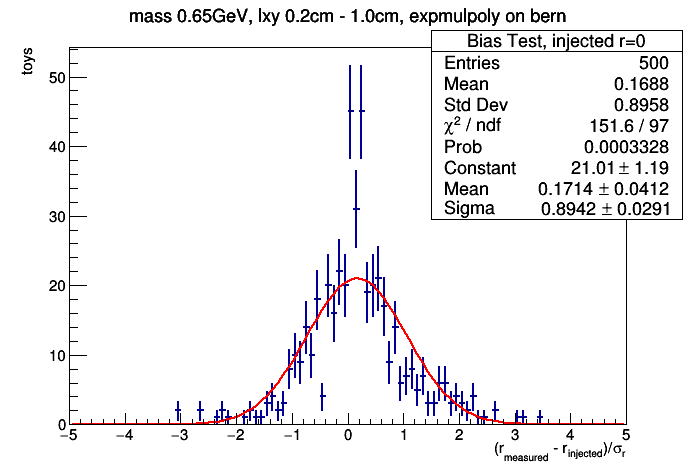 mass 0.65GeV, lxy 0.2cm - 1.0cm, expmulpoly on bern
Bias Test, injected r=0
Entries 500
Mean 0.1688
Std Dev 0.8958
χ² / ndf 151.6 / 97
Prob 0.0003328
Constant 21.01 ± 1.19
Mean 0.1714 ± 0.0412
Sigma 0.8942 ± 0.0291
toys
50
40
30
20
10
0
−5 −4 −3 −2 −1 0 1 2 3 4 5
(r_measured - r_injected)/σ_r